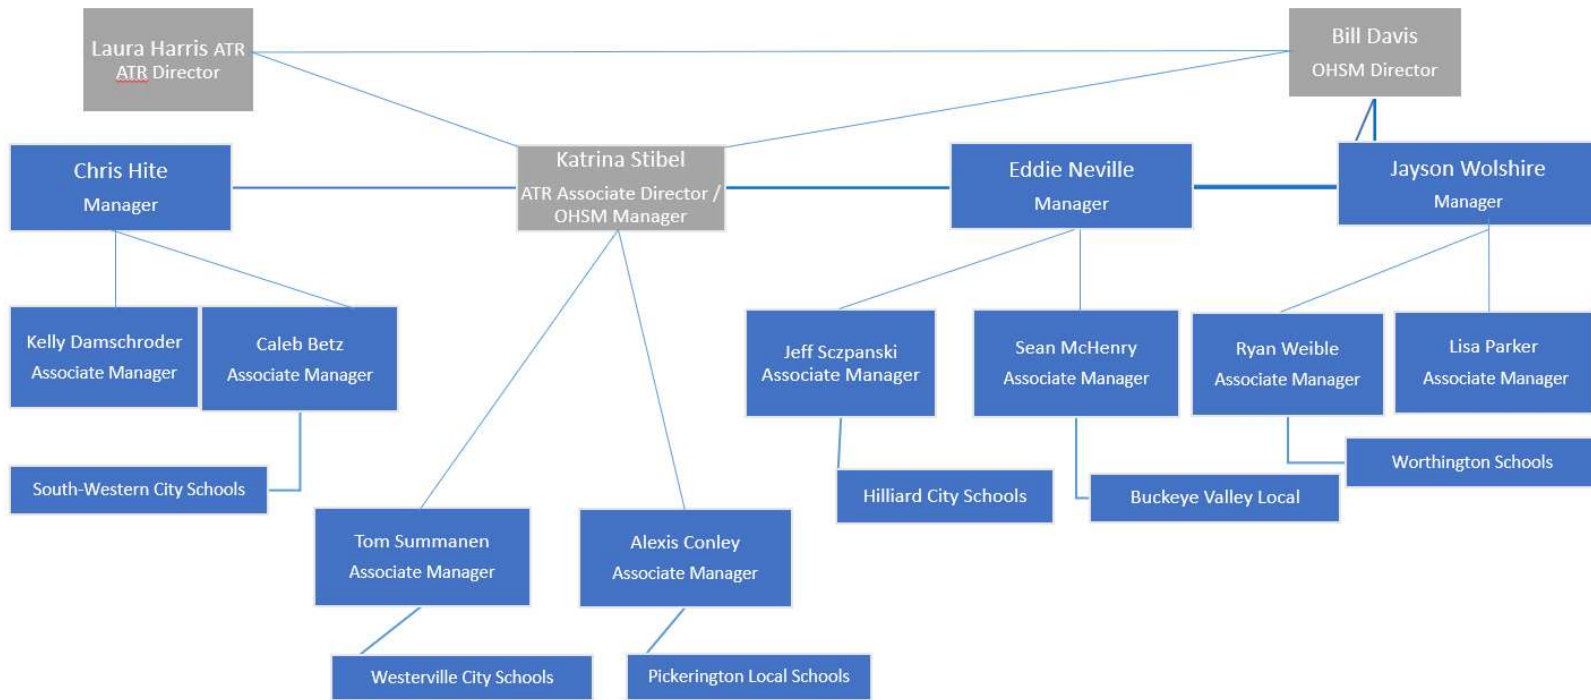 Laura Harris ATR
ATR Director
Bill Davis
OHSM Director
Chris Hite
Manager
Katrina Stibel
ATR Associate Director /
OHSM Manager
Eddie Neville
Manager
Jayson Wolshire
Manager
Kelly Damschroder
Associate Manager
Caleb Betz
Associate Manager
Jeff Sczpanski
Associate Manager
Sean McHenry
Associate Manager
Ryan Weible
Associate Manager
Lisa Parker
Associate Manager
South-Western City Schools
Hilliard City Schools
Buckeye Valley Local
Worthington Schools
Tom Summanen
Associate Manager
Alexis Conley
Associate Manager
Westerville City Schools
Pickerington Local Schools